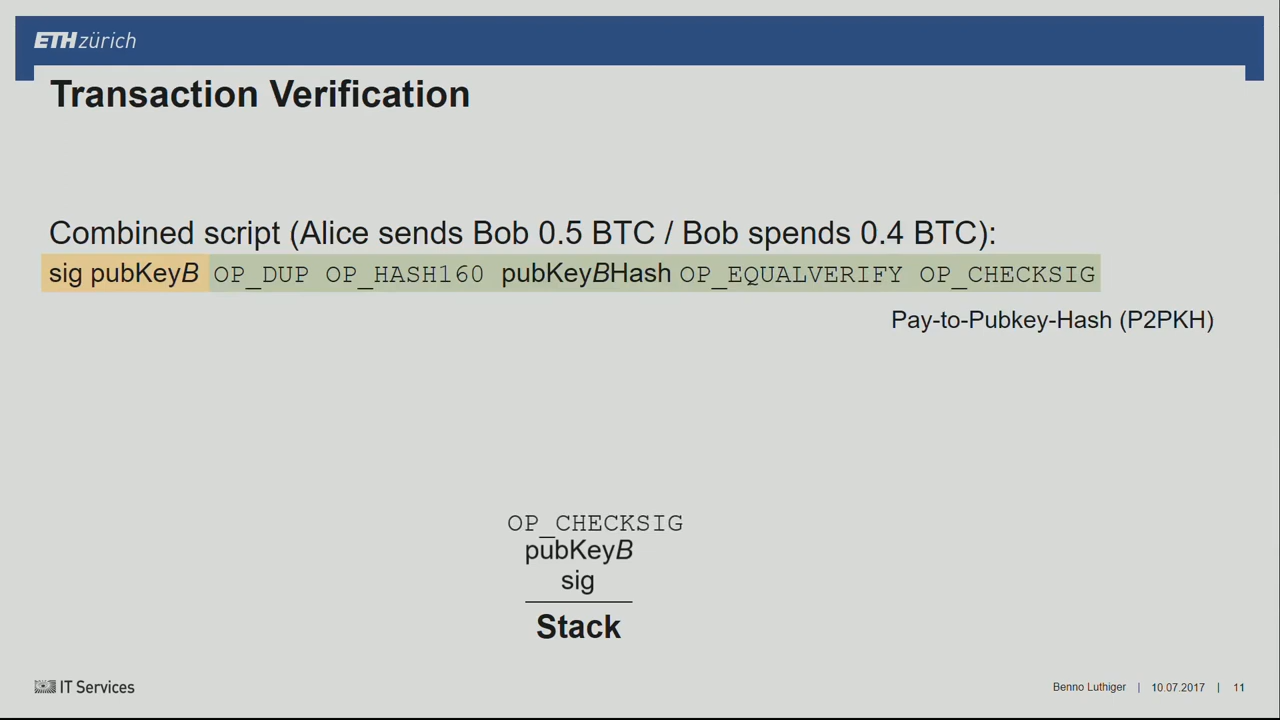 ETH zürich
Transaction Verification
Combined script (Alice sends Bob 0.5 BTC / Bob spends 0.4 BTC):
sig pubKeyB OP_DUP OP_HASH160 pubKeyBHash OP_EQUALVERIFY OP_CHECKSIG
Pay-to-Pubkey-Hash (P2PKH)
OP_CHECKSIG
pubKeyB
sig
Stack
IT Services
Benno Luthiger | 10.07.2017 | 11